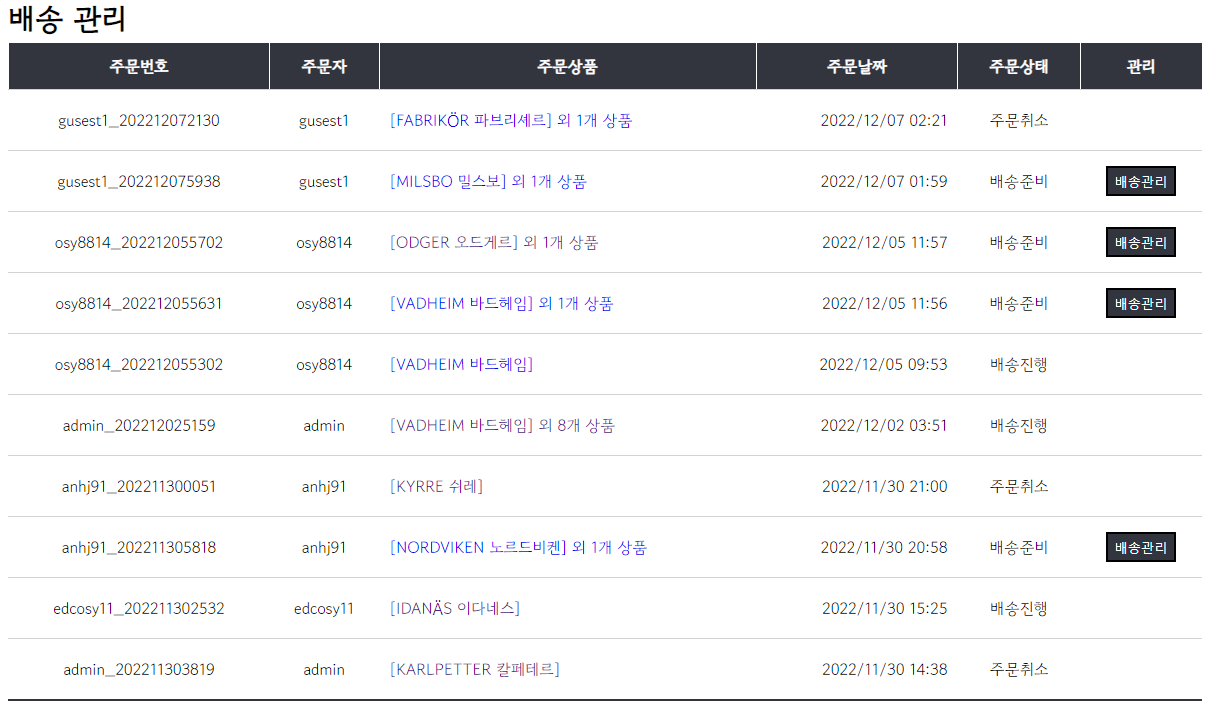 배송 관리
주문번호 주문자 주문상품 주문날짜 주문상태 관리
gusest1_202212072130 gusest1 [FABRIKÖR 파브리셰르] 외 1개 상품 2022/12/07 02:21 주문취소
gusest1_202212075938 gusest1 [MILSBO 밀스보] 외 1개 상품 2022/12/07 01:59 배송준비 배송관리
osy8814_202212055702 osy8814 [ODGER 오드게르] 외 1개 상품 2022/12/05 11:57 배송준비 배송관리
osy8814_202212055631 osy8814 [VADHEIM 바드헤임] 외 1개 상품 2022/12/05 11:56 배송준비 배송관리
osy8814_202212055302 osy8814 [VADHEIM 바드헤임] 2022/12/05 09:53 배송진행
admin_202212025159 admin [VADHEIM 바드헤임] 외 8개 상품 2022/12/02 03:51 배송진행
anhj91_202211300051 anhj91 [KYRRE 쉬레] 2022/11/30 21:00 주문취소
anhj91_202211305818 anhj91 [NORDVIKEN 노르드비켄] 외 1개 상품 2022/11/30 20:58 배송준비 배송관리
edcosy11_202211302532 edcosy11 [IDANÄS 이다네스] 2022/11/30 15:25 배송진행
admin_202211303819 admin [KARLPETTER 칼페테르] 2022/11/30 14:38 주문취소